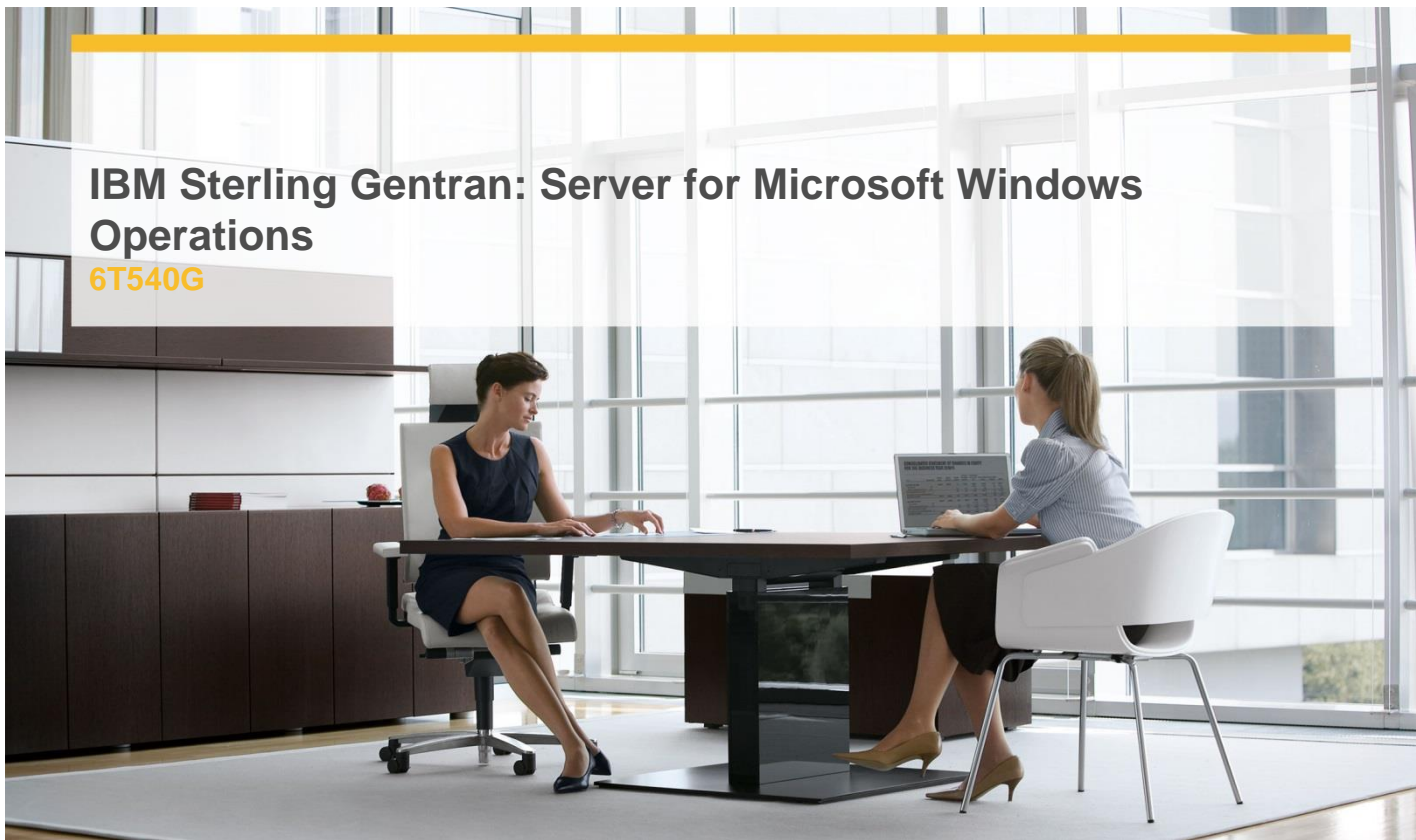 IBM Sterling Gentran: Server for Microsoft Windows
Operations
6T540G